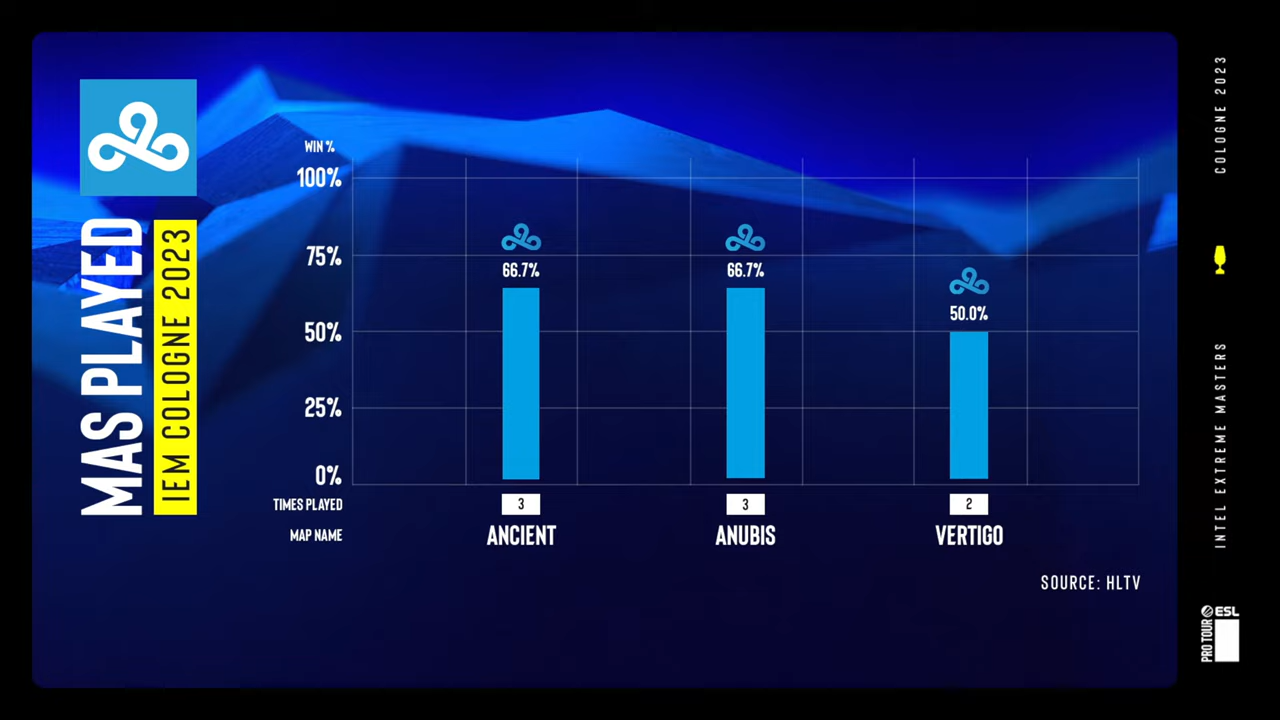 MAS PLAYED
IEM COLOGNE 2023
WIN %
100%
75%
50%
25%
0%
66.7%
66.7%
50.0%
TIMES PLAYED
3
3
2
MAP NAME
ANCIENT
ANUBIS
VERTIGO
SOURCE: HLTV
INTEL EXTREME MASTERS
COLOGNE 2023
ESL
PRO TOUR